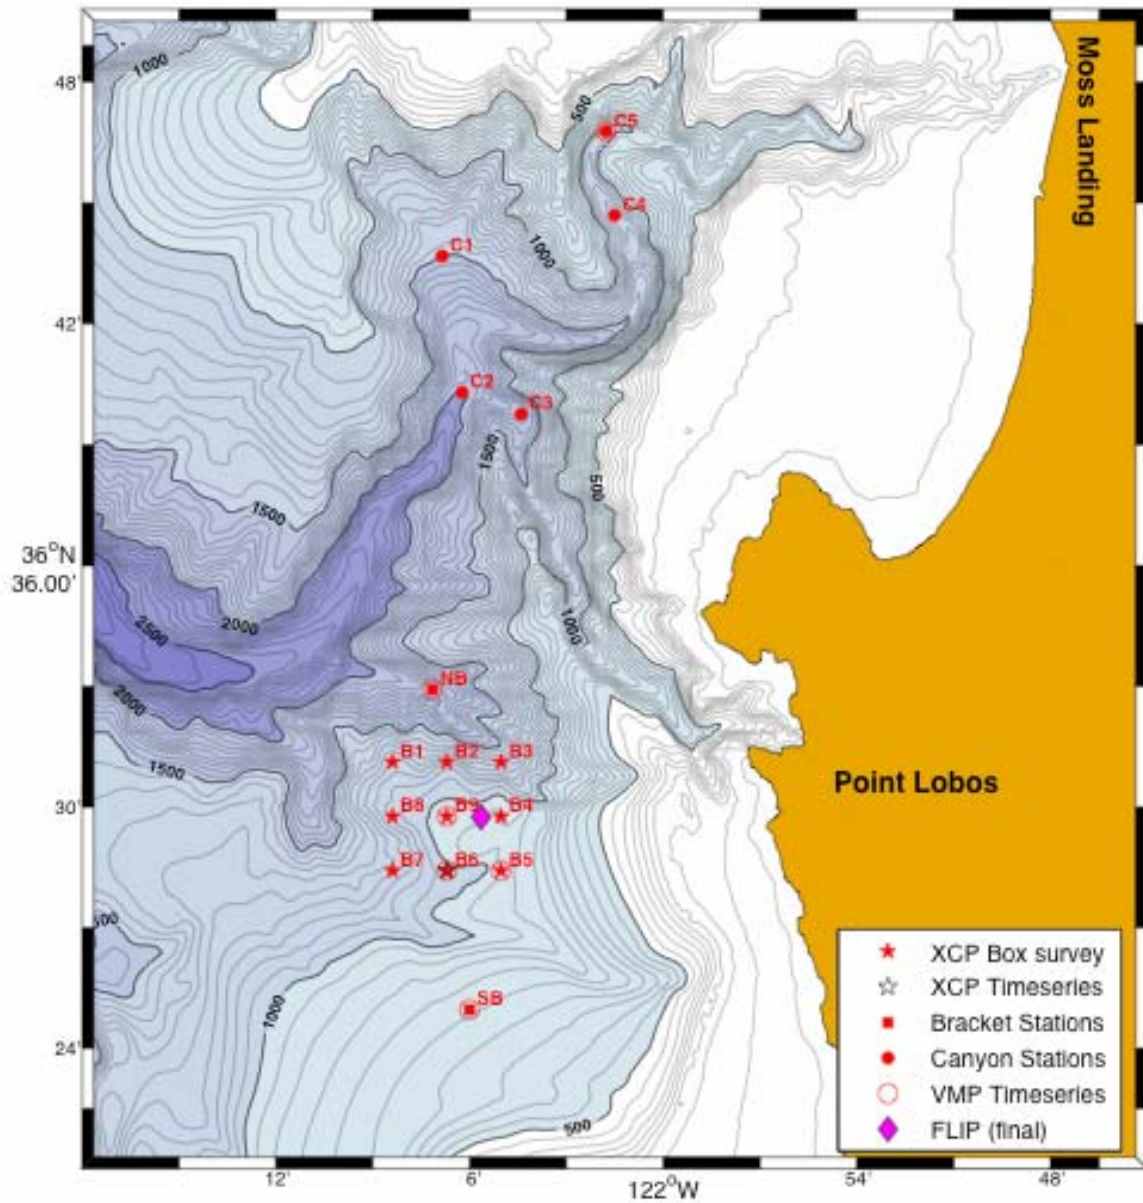 1000
48'
Moss Landing
500
C5
C4
C1
1000
42'
C2
C3
1500
500
1500
36°N
36.00'
1000
2000
2500
NB
2000
B1
B2
B3
1500
Point Lobos
30'
B8
B9
B4
B7
B6
B5
1000
SB
24'
500
XCP Box survey
XCP Timeseries
Bracket Stations
Canyon Stations
VMP Timeseries
FLIP (final)
12'
6'
122°W
54'
48'